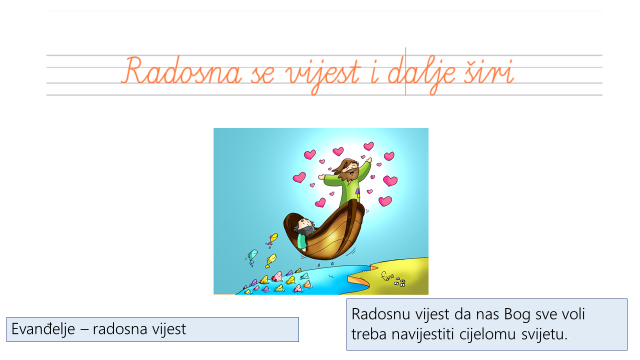 Radosna se vijest i dalje širi
Evanđelje – radosna vijest
Radosnu vijest da nas Bog sve voli
treba navijestiti cijelomu svijetu.